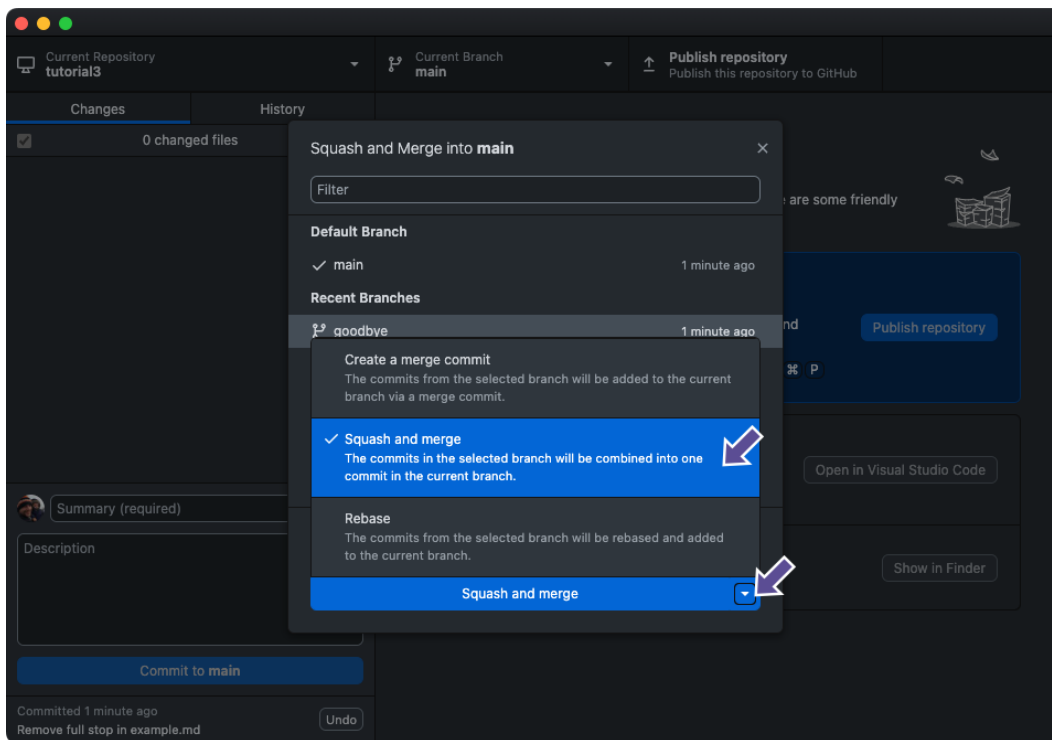 Current Repository
tutorial3
Current Branch
main
Publish repository
Publish this repository to GitHub
Changes
History
0 changed files
Squash and Merge into main
Filter
are some friendly
Default Branch
main
1 minute ago
Recent Branches
goodbye
1 minute ago
nd
Publish repository
⌘ P
Create a merge commit
The commits from the selected branch will be added to the current
branch via a merge commit.
Squash and merge
The commits in the selected branch will be combined into one
commit in the current branch.
Open in Visual Studio Code
Rebase
The commits from the selected branch will be rebased and added
to the current branch.
Show in Finder
Squash and merge
Summary (required)
Description
Commit to main
Committed 1 minute ago
Remove full stop in example.md
Undo